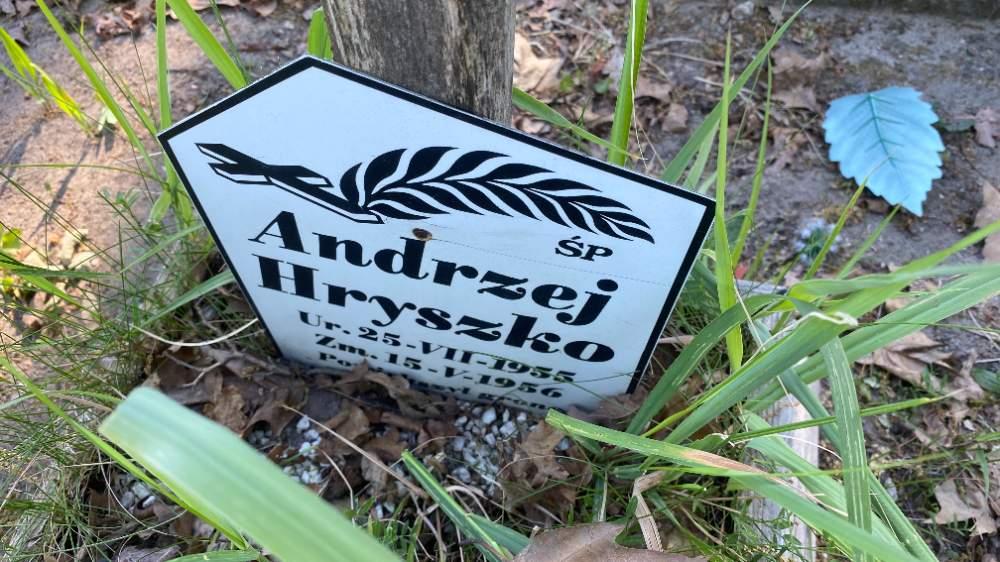 ŚP
Andrzej
Hryszko
Ur. 25-VII-1955
Zm. 15-V-1956